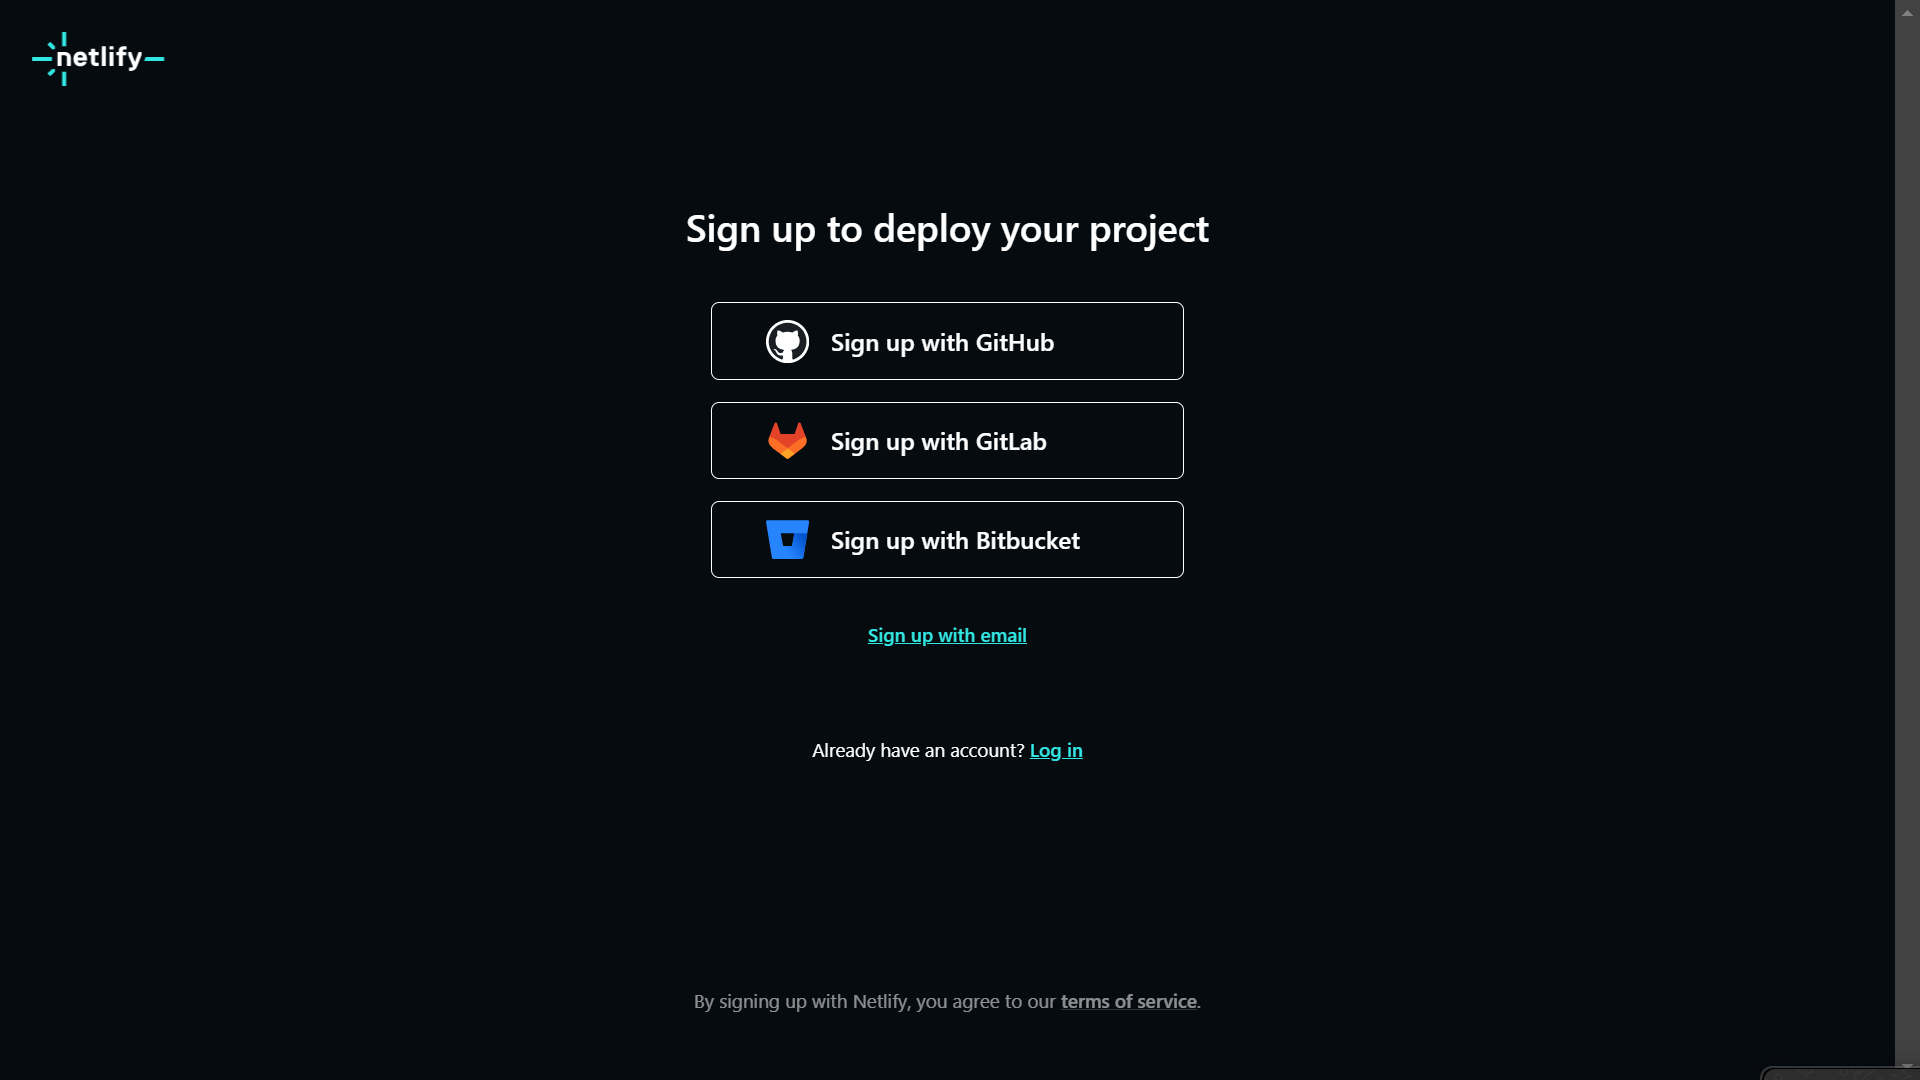 netlify
Sign up to deploy your project
Sign up with GitHub
Sign up with GitLab
Sign up with Bitbucket
Sign up with email
Already have an account? Log in
By signing up with Netlify, you agree to our terms of service.